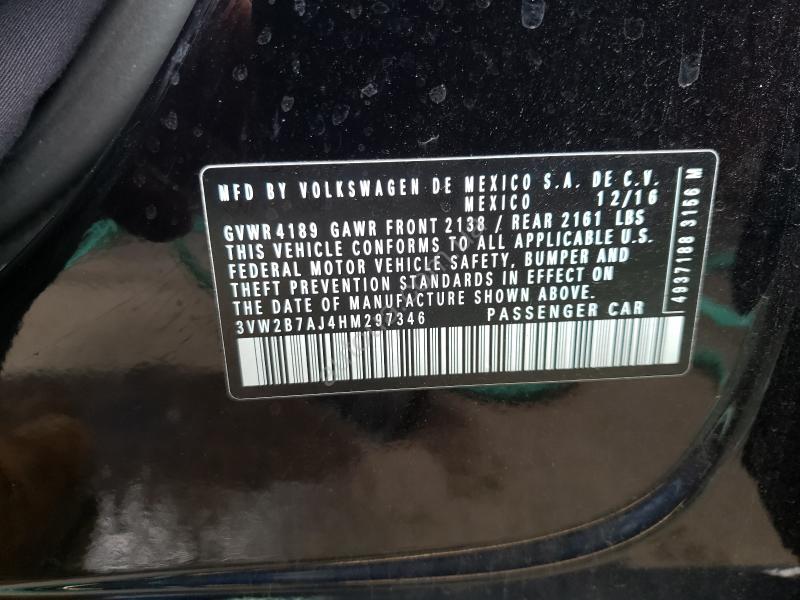 MFD BY VOLKSWAGEN DE MEXICO S.A. DE C.V.
MEXICO 12/16
GVWR 4189 GAWR FRONT 2138 / REAR 2161 LBS
THIS VEHICLE CONFORMS TO ALL APPLICABLE U.S.
FEDERAL MOTOR VEHICLE SAFETY, BUMPER AND
THEFT PREVENTION STANDARDS IN EFFECT ON
THE DATE OF MANUFACTURE SHOWN ABOVE.
3VW2B7AJ4HM297346 PASSENGER CAR
4937198 3156 M